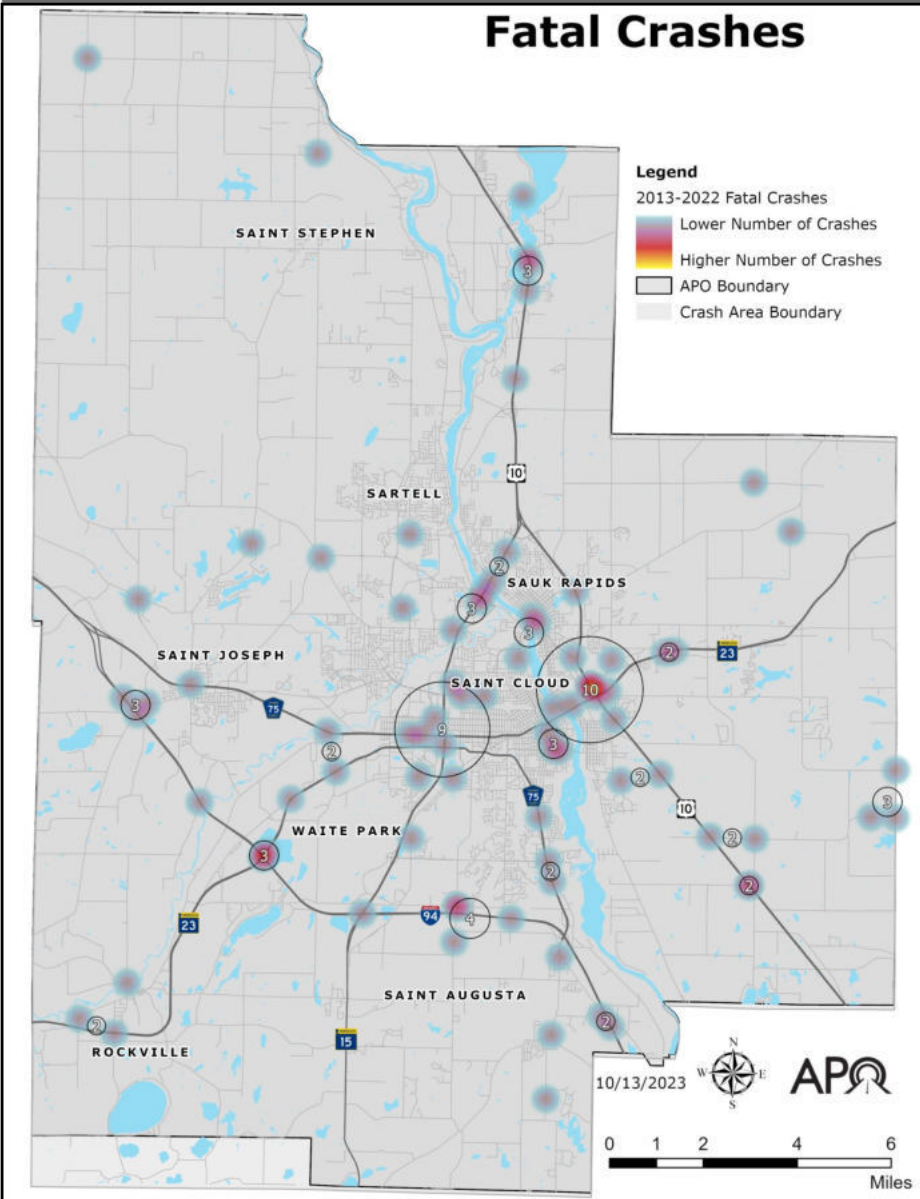 Fatal Crashes
Legend
2013-2022 Fatal Crashes
Lower Number of Crashes
Higher Number of Crashes
APO Boundary
Crash Area Boundary
SAINT STEPHEN
3
10
SARTELL
2
SAUK RAPIDS
3
3
2
23
SAINT JOSEPH
SAINT CLOUD
10
3
75
9
2
3
2
75
3
10
WAITE PARK
2
3
2
2
23
94
4
SAINT AUGUSTA
2
2
15
ROCKVILLE
10/13/2023
N
W
E
S
APO
0 1 2 4 6
Miles